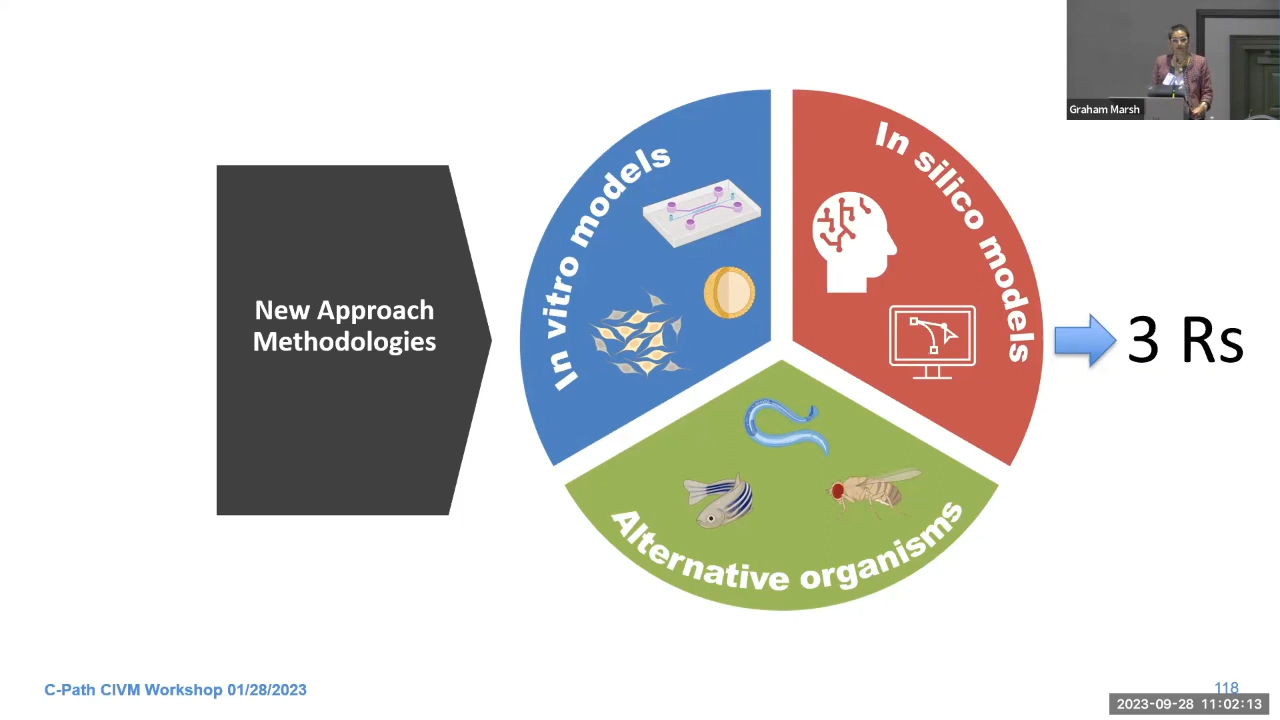 Graham Marsh
New Approach
Methodologies
In vitro models
In silico models
Alternative organisms
3 Rs
C-Path CIVM Workshop 01/28/2023
118
2023-09-28 11:02:13